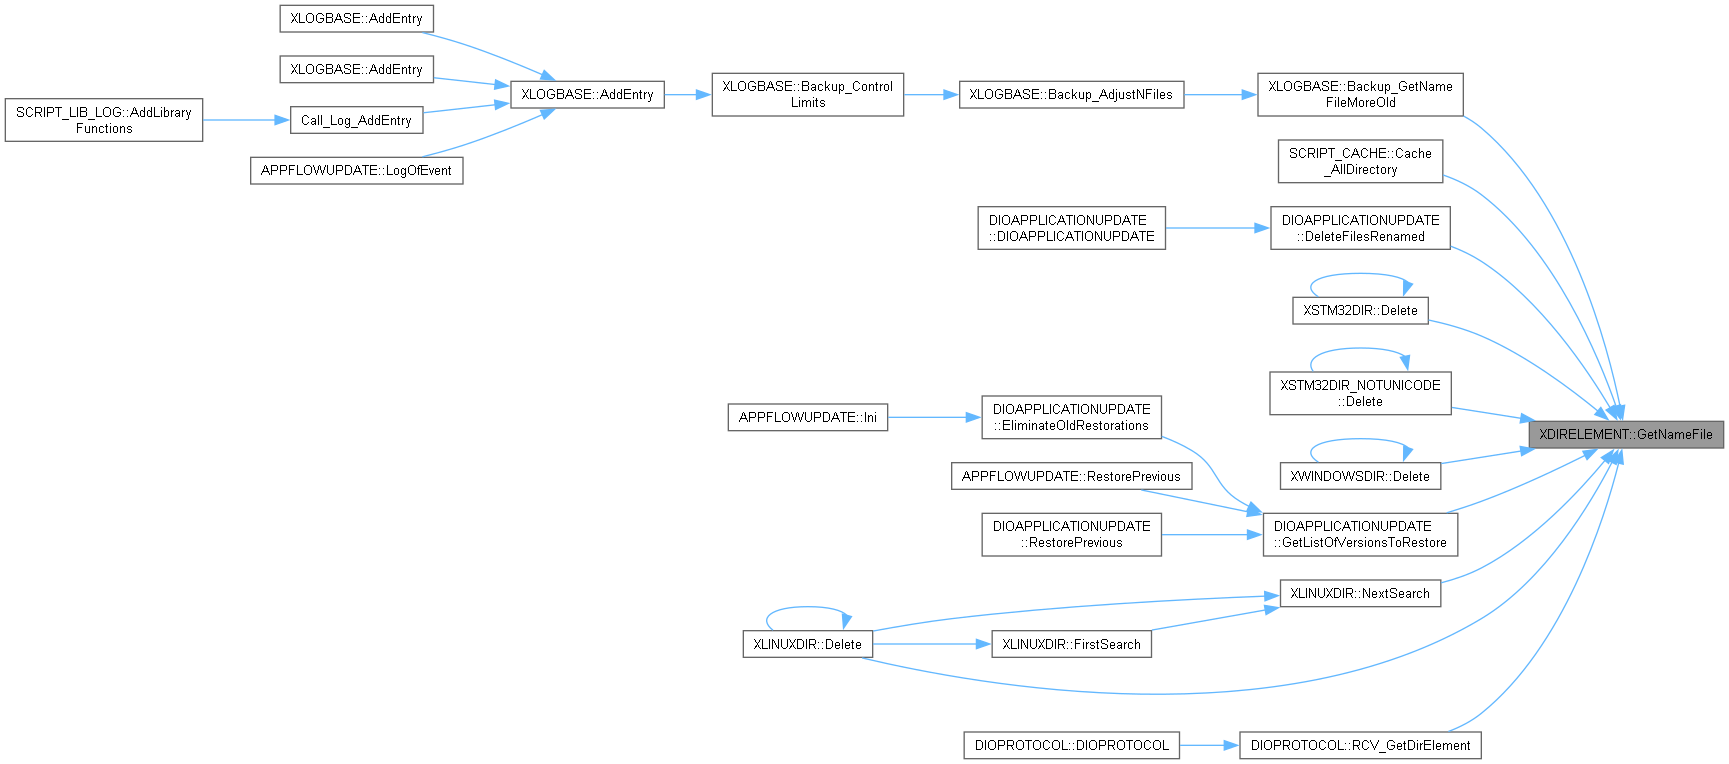 XLOGBASE::AddEntry
XLOGBASE::AddEntry
SCRIPT_LIB_LOG::AddLibrary
Functions
Call_Log_AddEntry
APPFLOWUPDATE::LogOfEvent
XLOGBASE::AddEntry
XLOGBASE::Backup_Control
Limits
XLOGBASE::Backup_AdjustNFiles
XLOGBASE::Backup_GetName
FileMoreOld
SCRIPT_CACHE::Cache
_AllDirectory
DIOAPPLICATIONUPDATE
::DIOAPPLICATIONUPDATE
DIOAPPLICATIONUPDATE
::DeleteFilesRenamed
XSTM32DIR::Delete
XSTM32DIR_NOTUNICODE
::Delete
APPFLOWUPDATE::Ini
DIOAPPLICATIONUPDATE
::EliminateOldRestorations
XDIRELEMENT::GetNameFile
APPFLOWUPDATE::RestorePrevious
XWINDOWSDIR::Delete
DIOAPPLICATIONUPDATE
::RestorePrevious
DIOAPPLICATIONUPDATE
::GetListOfVersionsToRestore
XLINUXDIR::NextSearch
XLINUXDIR::Delete
XLINUXDIR::FirstSearch
DIOPROTOCOL::DIOPROTOCOL
DIOPROTOCOL::RCV_GetDirElement